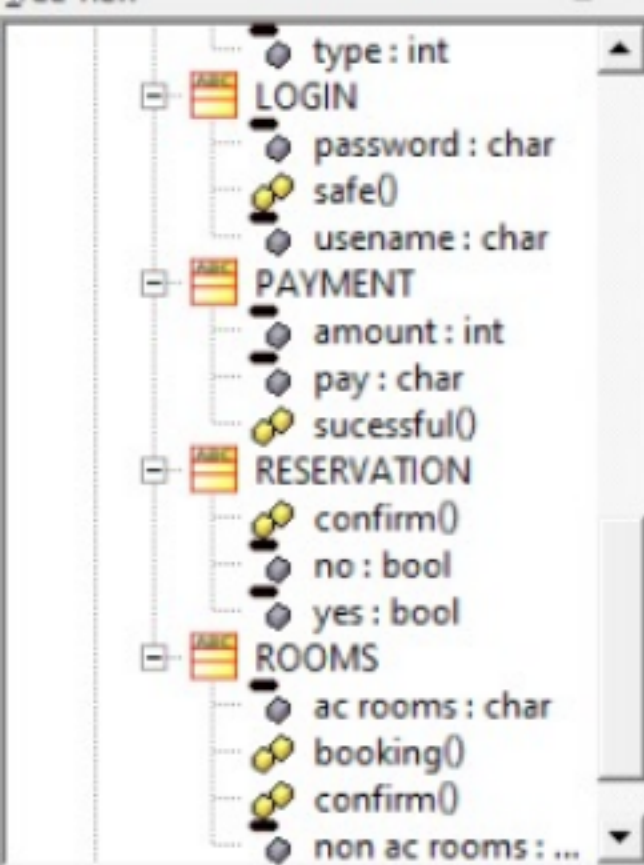 type : int
LOGIN
password : char
safe()
usename : char
PAYMENT
amount : int
pay : char
sucessful()
RESERVATION
confirm()
no : bool
yes : bool
ROOMS
ac rooms : char
booking()
confirm()
non ac rooms : ...